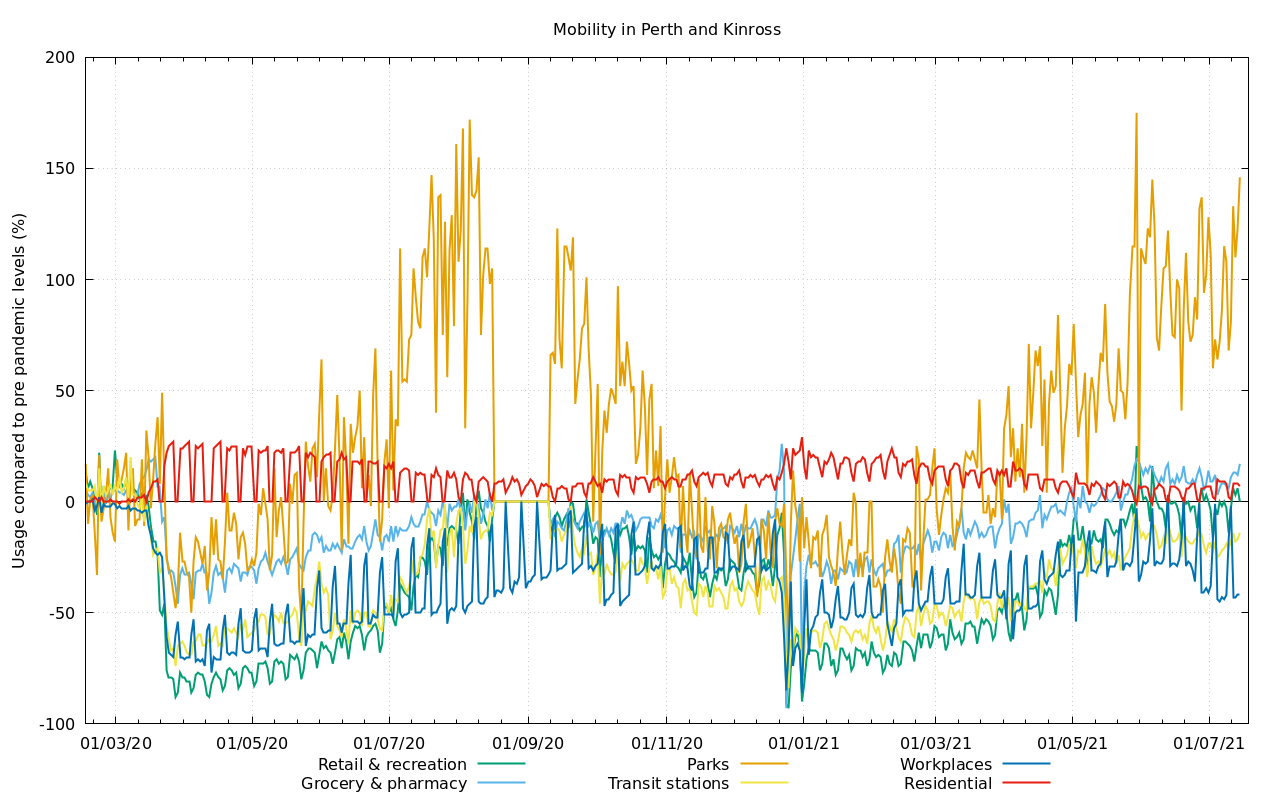 Mobility in Perth and Kinross
200
150
100
50
0
-50
-100
Usage compared to pre pandemic levels (%)
01/03/20 01/05/20 01/07/20 01/09/20 01/11/20 01/01/21 01/03/21 01/05/21 01/07/21
Retail & recreation Parks Workplaces
Grocery & pharmacy Transit stations Residential